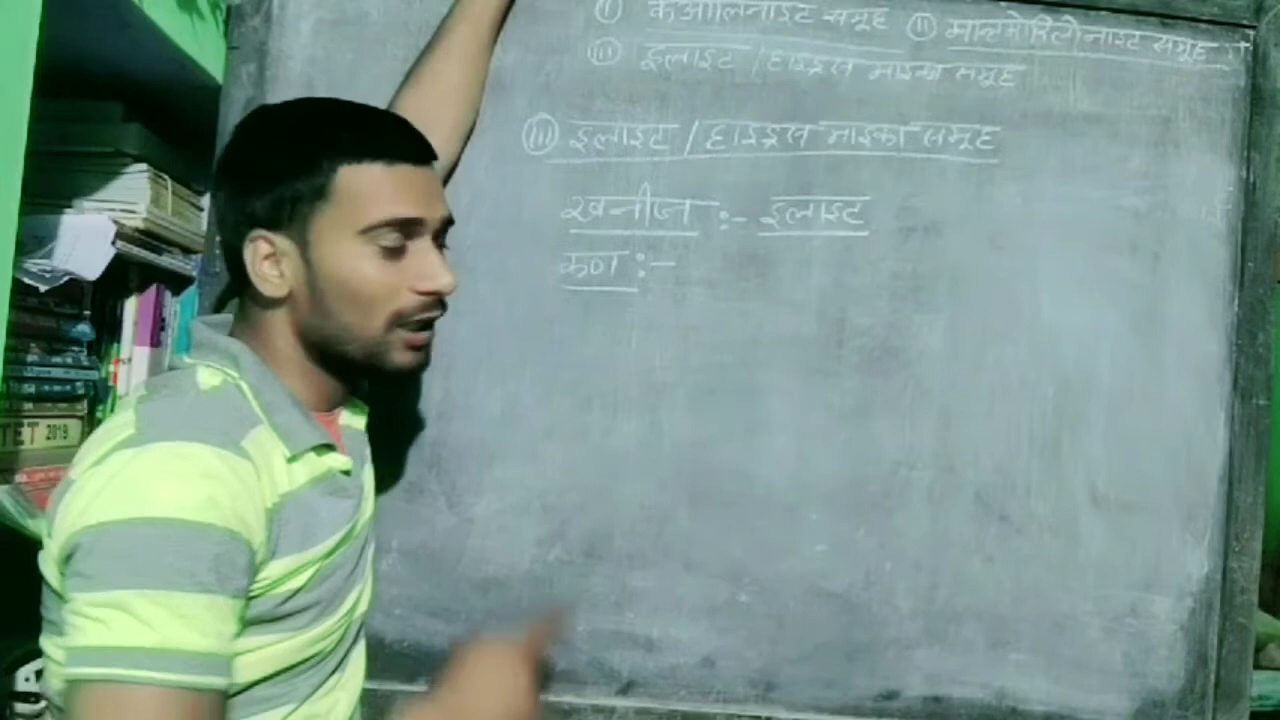 (i) केओलिनाइट समूह (ii) मान्टमोरिलोनाइट समूह
(iii) इलाइट / हाइड्रस माइका समूह
(iii) इलाइट / हाइड्रस माइका समूह
खनीज :- इलाइट
कण :-
TET 2019